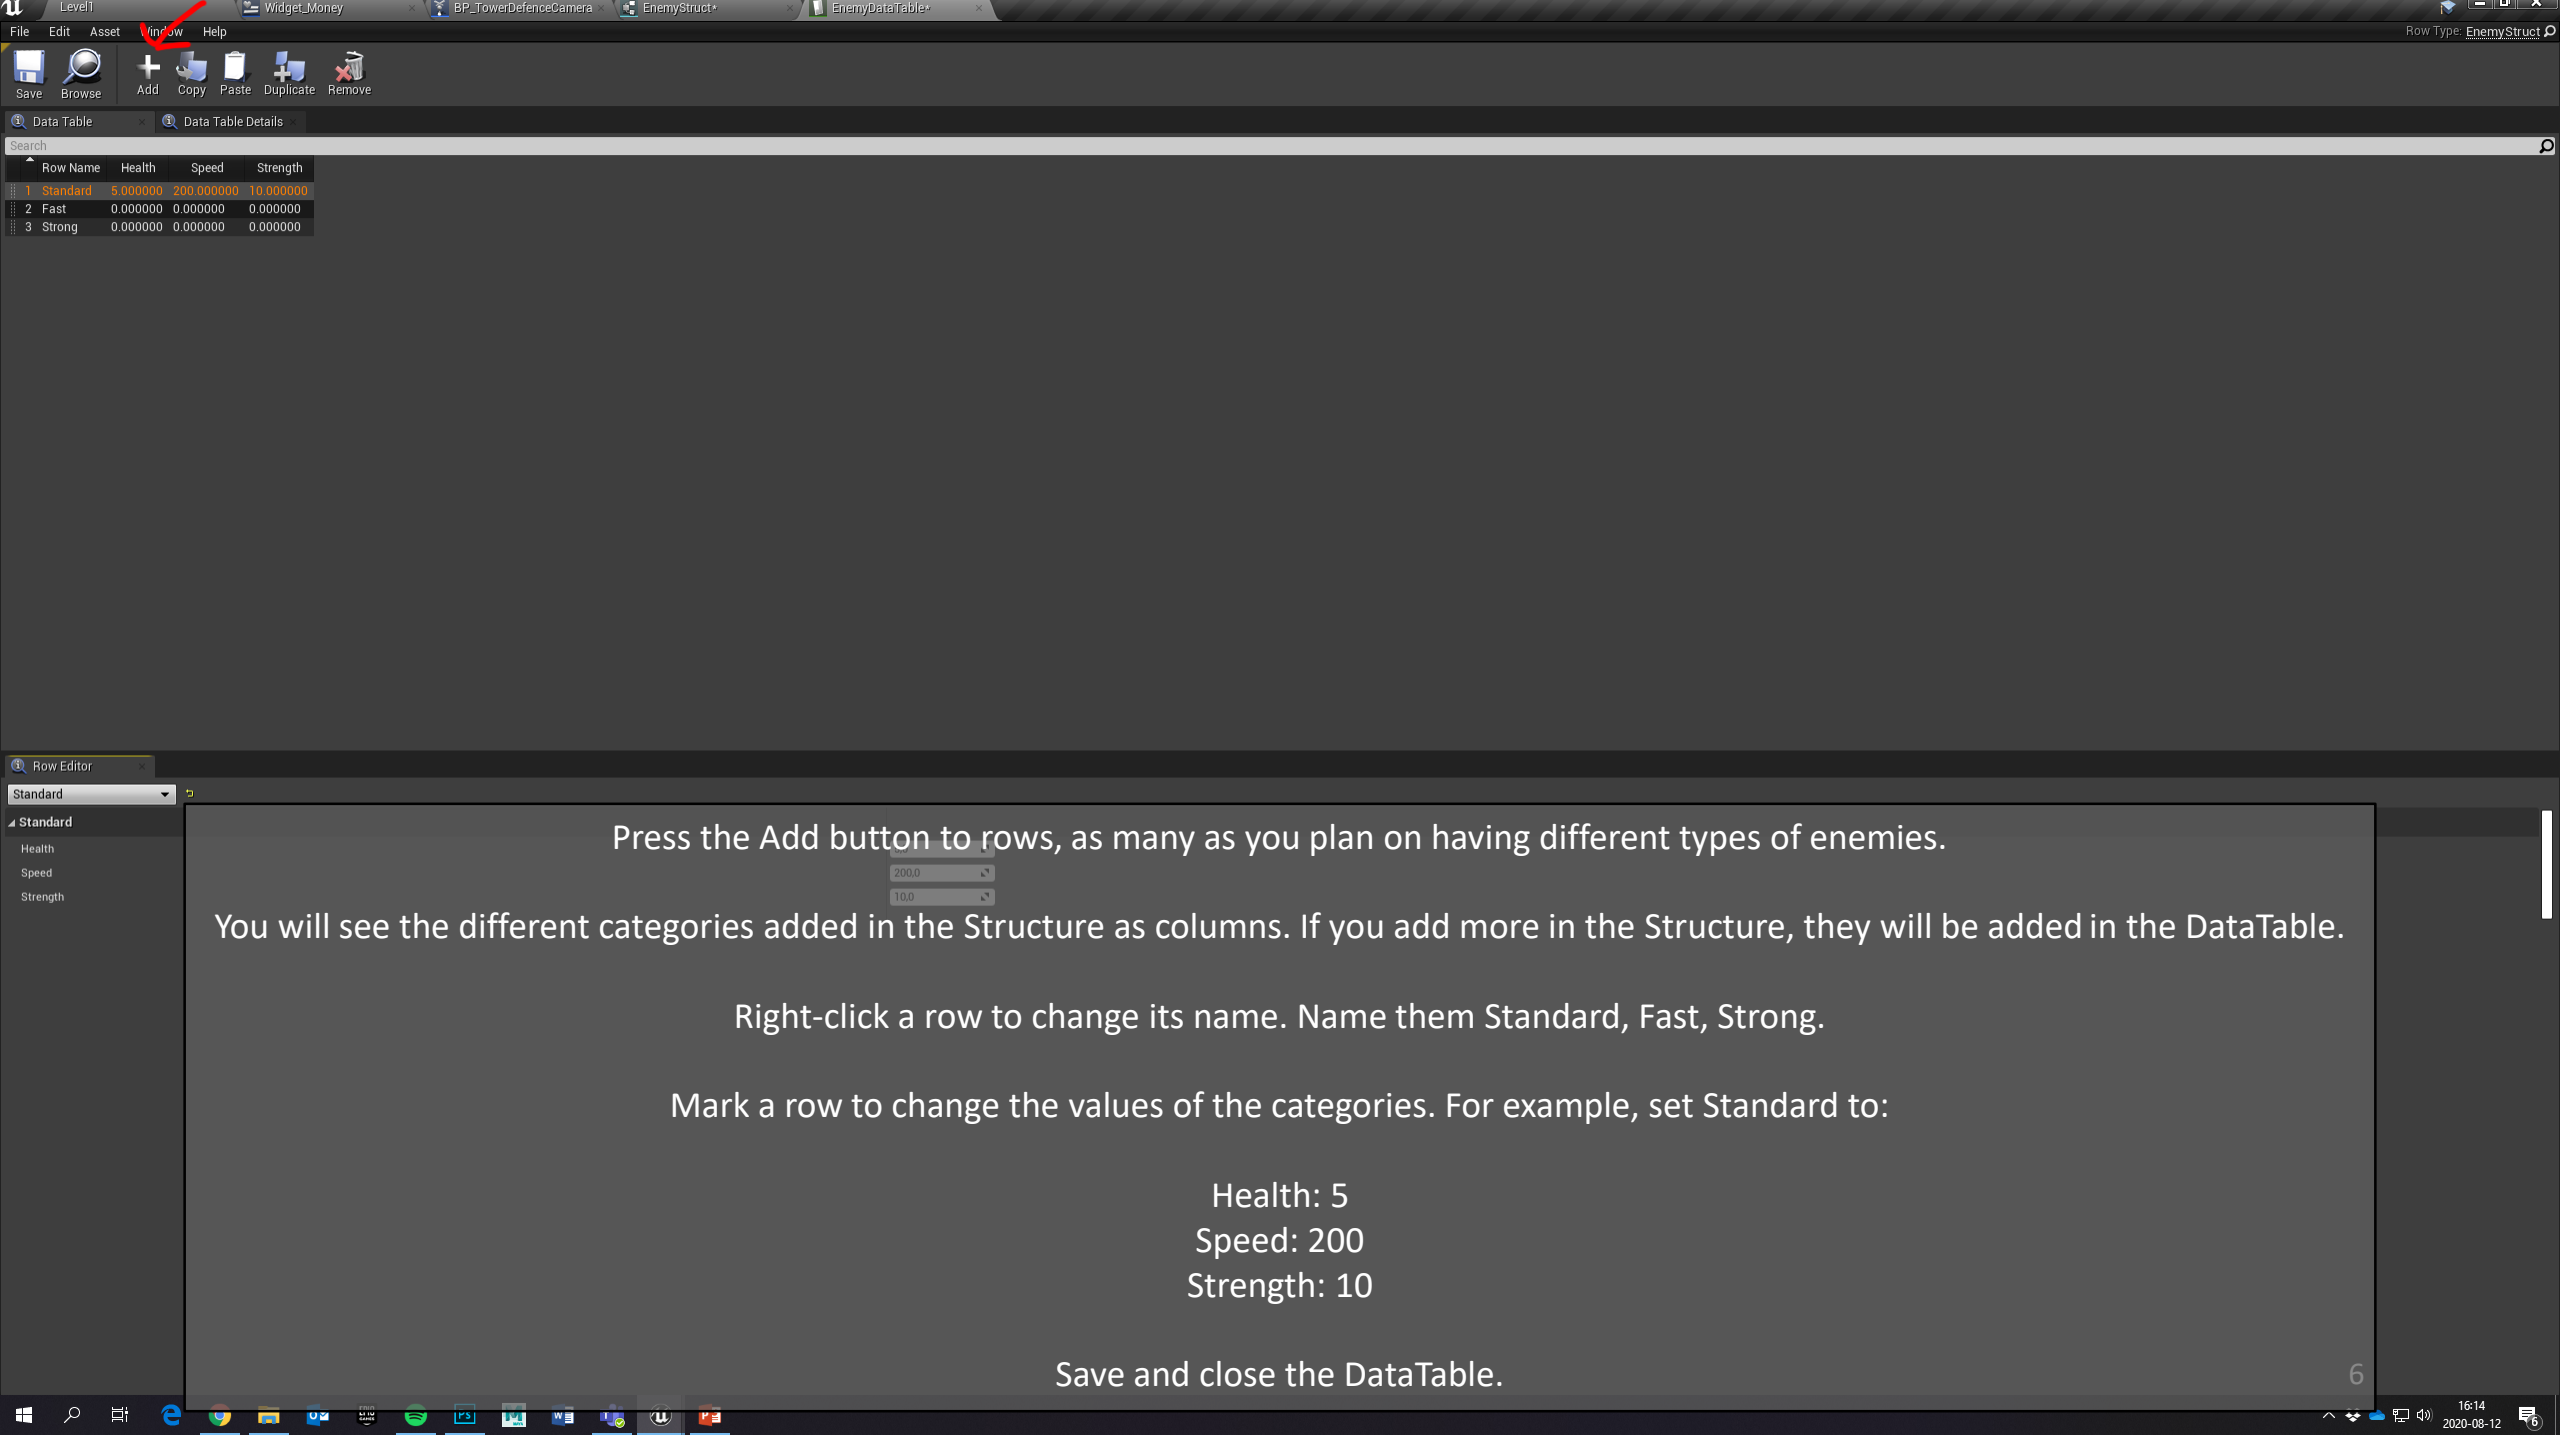 Level1
Widget_Money
BP_TowerDefenceCamera
EnemyStruct*
EnemyDataTable*
File Edit Asset Window Help
Row Type: EnemyStruct
Save Browse Add Copy Paste Duplicate Remove
Data Table
Data Table Details
Search
Row Name Health Speed Strength
1 Standard 5.000000 200.000000 10.000000
2 Fast 0.000000 0.000000 0.000000
3 Strong 0.000000 0.000000 0.000000
Row Editor
Standard
Standard
Health
Speed 200,0
Strength 10,0
Press the Add button to rows, as many as you plan on having different types of enemies.
You will see the different categories added in the Structure as columns. If you add more in the Structure, they will be added in the DataTable.
Right-click a row to change its name. Name them Standard, Fast, Strong.
Mark a row to change the values of the categories. For example, set Standard to:
Health: 5
Speed: 200
Strength: 10
Save and close the DataTable.
6
16:14
2020-08-12
6